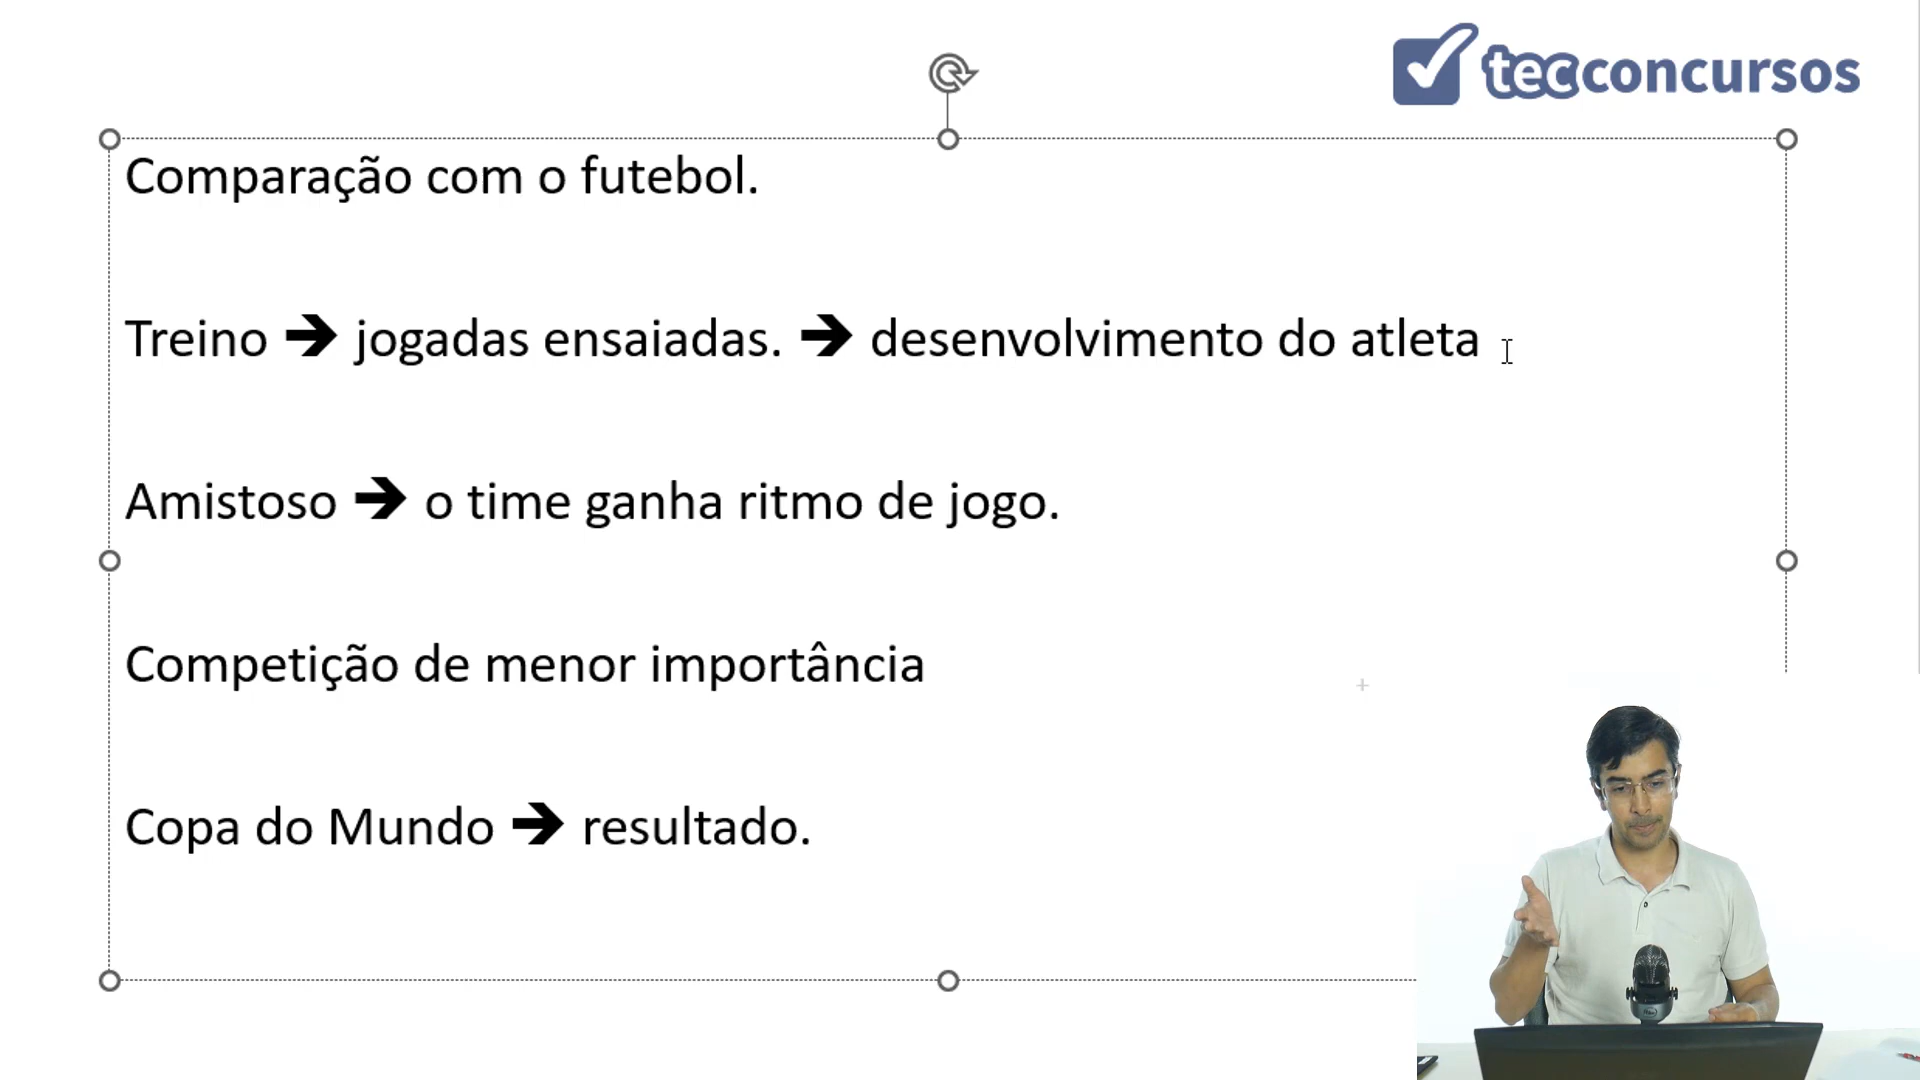 tecconcursos
Comparação com o futebol.
Treino ➔ jogadas ensaiadas. ➔ desenvolvimento do atleta
Amistoso ➔ o time ganha ritmo de jogo.
Competição de menor importância
Copa do Mundo ➔ resultado.